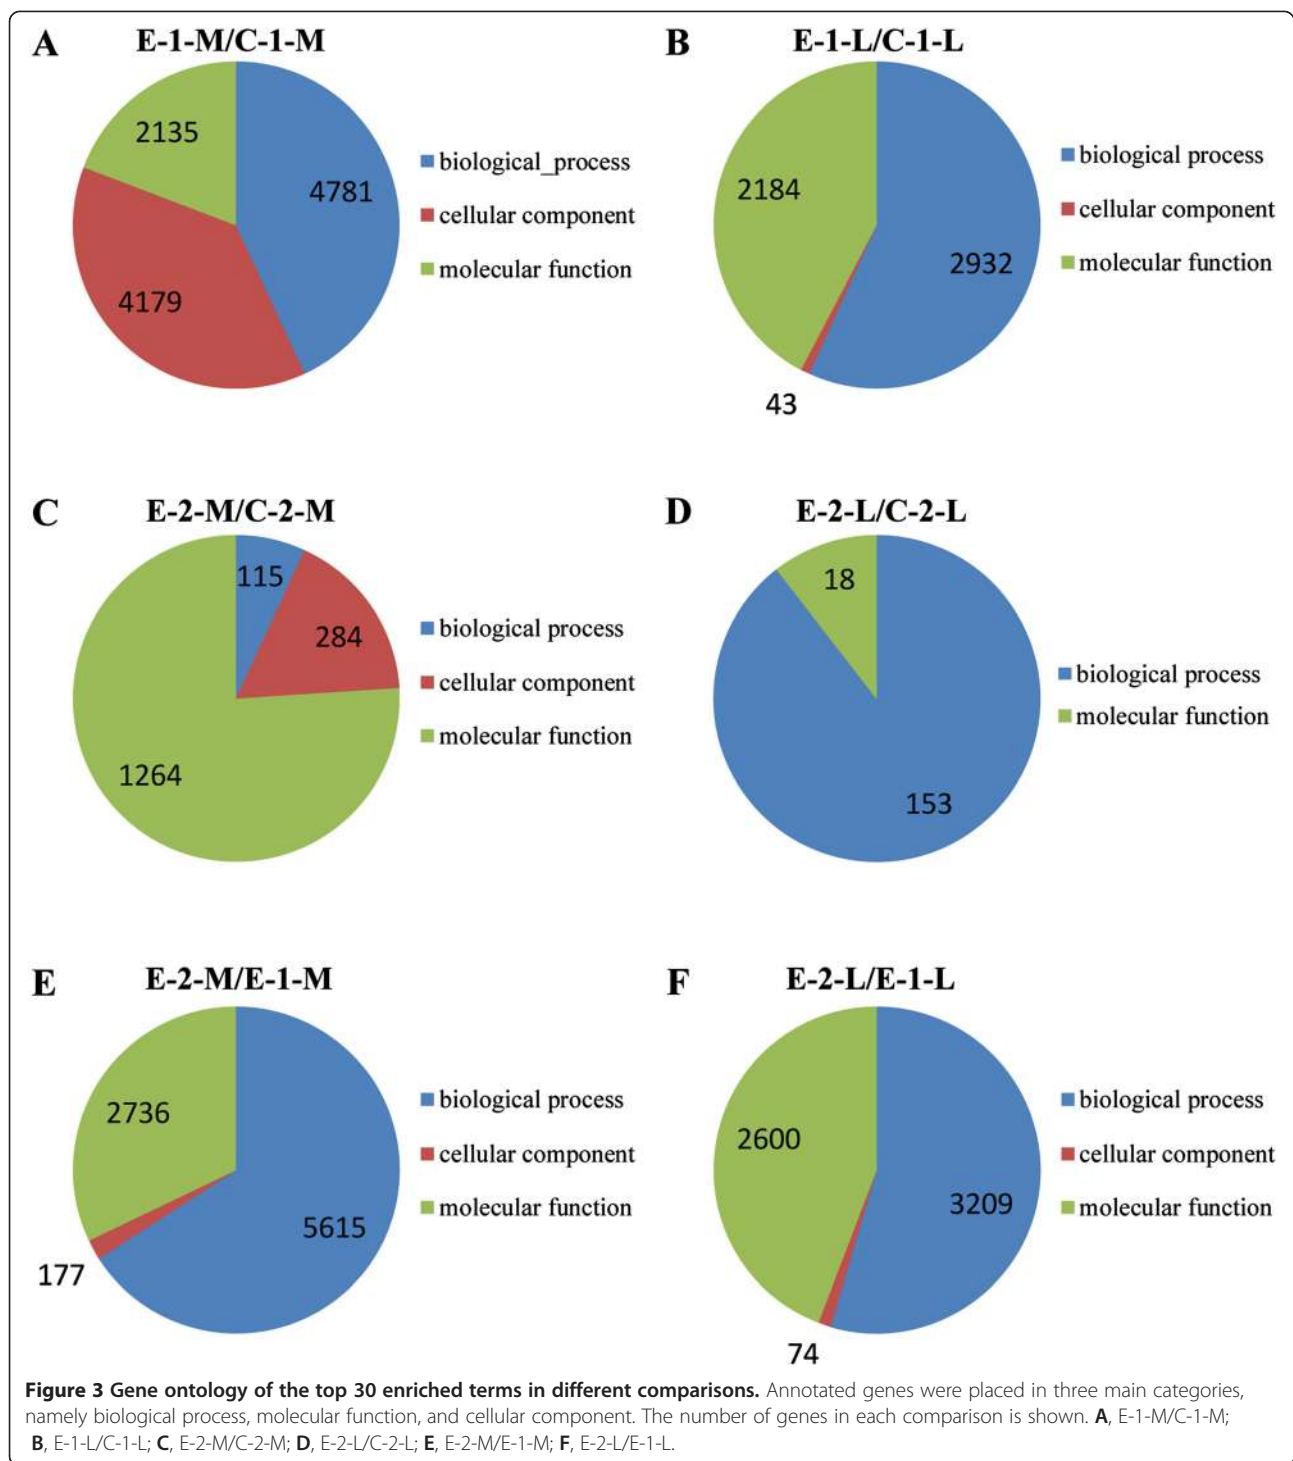 A
E-1-M/C-1-M
2135
4781
4179
biological_process
cellular component
molecular function
B
E-1-L/C-1-L
2184
2932
43
biological process
cellular component
molecular function
C
E-2-M/C-2-M
115
284
1264
biological process
cellular component
molecular function
D
E-2-L/C-2-L
18
153
biological process
molecular function
E
E-2-M/E-1-M
2736
5615
177
biological process
cellular component
molecular function
F
E-2-L/E-1-L
2600
3209
74
biological process
cellular component
molecular function
Figure 3 Gene ontology of the top 30 enriched terms in different comparisons. Annotated genes were placed in three main categories,
namely biological process, molecular function, and cellular component. The number of genes in each comparison is shown. A, E-1-M/C-1-M;
B, E-1-L/C-1-L; C, E-2-M/C-2-M; D, E-2-L/C-2-L; E, E-2-M/E-1-M; F, E-2-L/E-1-L.